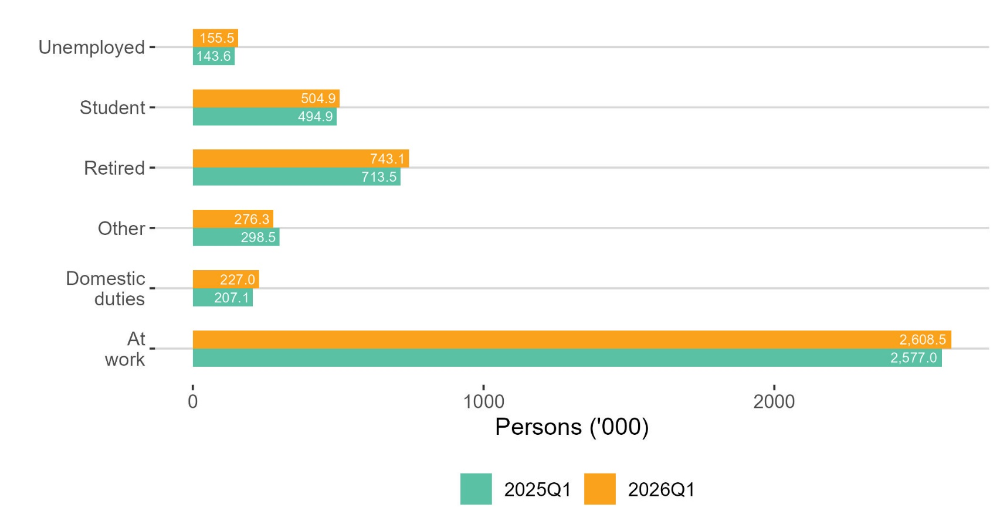 Unemployed
155.5
143.6
Student
504.9
494.9
Retired
743.1
713.5
Other
276.3
298.5
Domestic
duties
227.0
207.1
At
work
2,608.5
2,577.0
0 1000 2000
Persons ('000)
2025Q1 2026Q1